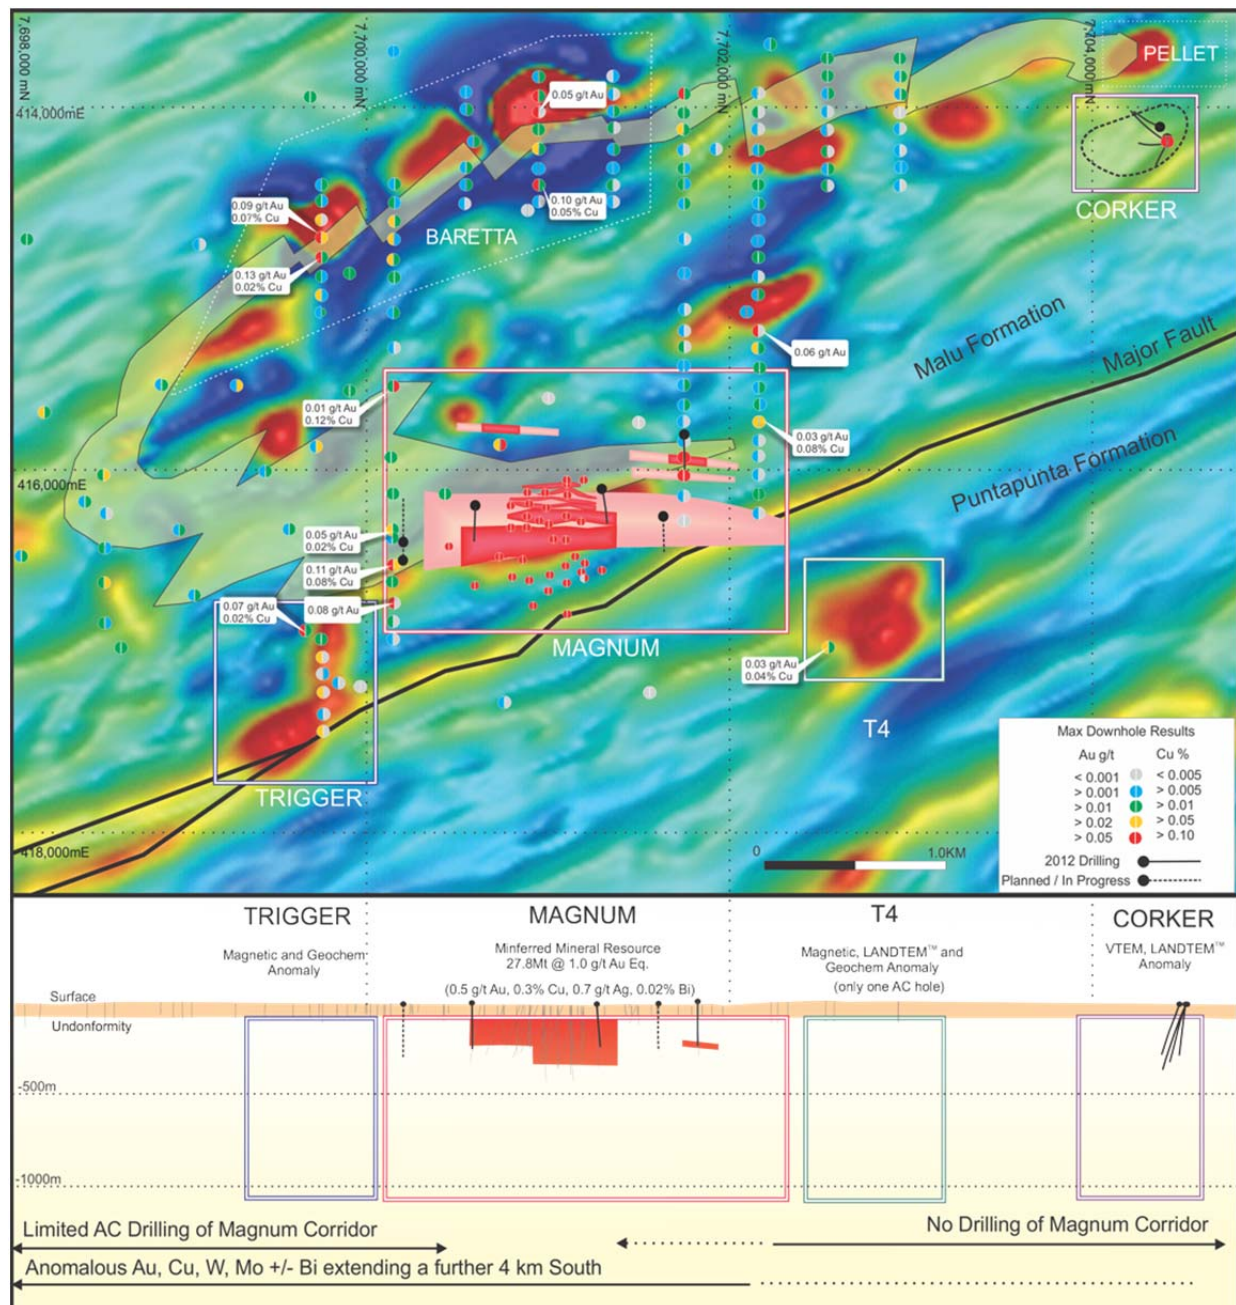 7,698,000 mN
7,700,000 mN
7,702,000 mN
7,704,000 mN
PELLET
414,000mE
0.05 g/t Au
CORKER
0.09 g/t Au
0.07% Cu
0.10 g/t Au
0.05% Cu
BARETTA
0.13 g/t Au
0.02% Cu
Malu Formation
Major Fault
0.06 g/t Au
0.01 g/t Au
0.12% Cu
0.03 g/t Au
0.08% Cu
416,000mE
Puntapunta Formation
0.05 g/t Au
0.02% Cu
0.11 g/t Au
0.08% Cu
0.07 g/t Au
0.02% Cu
0.08 g/t Au
MAGNUM
0.03 g/t Au
0.04% Cu
T4
TRIGGER
418,000mE
0 1.0KM
Max Downhole Results
Au g/t Cu %
< 0.001 < 0.005
> 0.001 > 0.005
> 0.01 > 0.01
> 0.02 > 0.05
> 0.05 > 0.10
2012 Drilling
Planned / In Progress
TRIGGER MAGNUM T4 CORKER
Magnetic and Geochem
Anomaly
Minferred Mineral Resource
27.8Mt @ 1.0 g/t Au Eq.
(0.5 g/t Au, 0.3% Cu, 0.7 g/t Ag, 0.02% Bi)
Magnetic, LANDTEM™ and
Geochem Anomaly
(only one AC hole)
VTEM, LANDTEM™
Anomaly
Surface
Undonformity
-500m
-1000m
Limited AC Drilling of Magnum Corridor
No Drilling of Magnum Corridor
Anomalous Au, Cu, W, Mo +/- Bi extending a further 4 km South